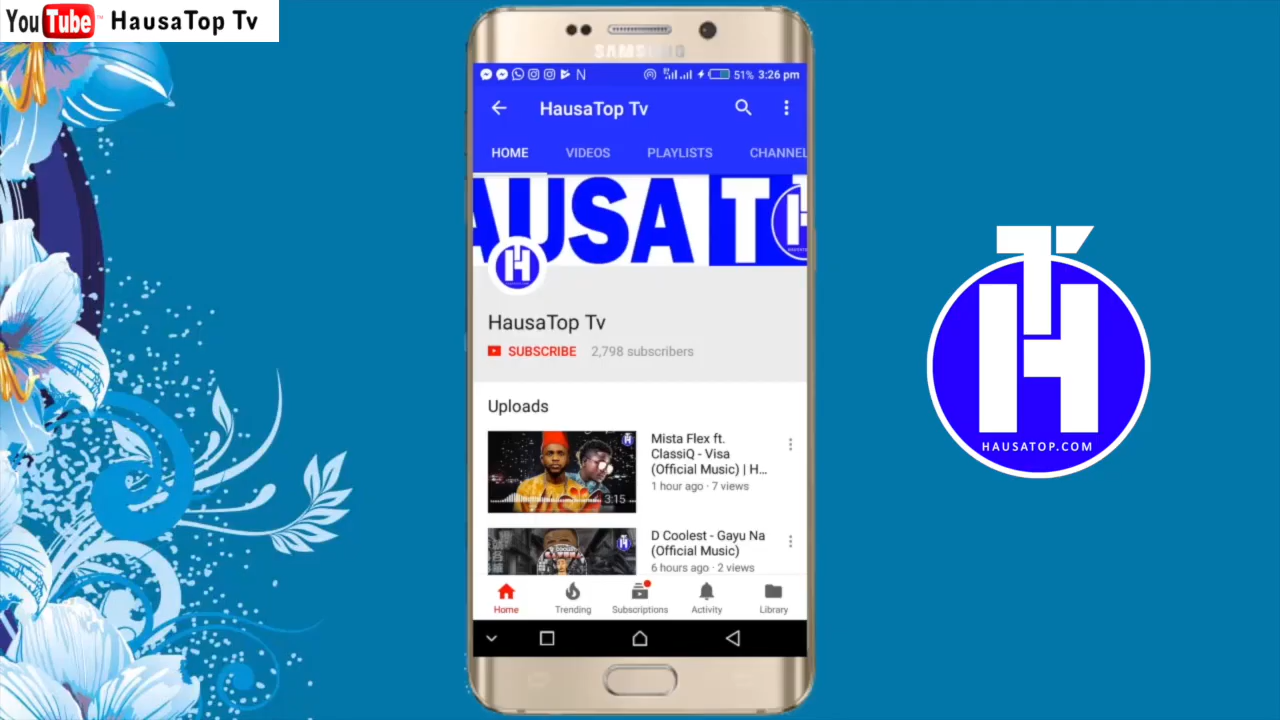 YouTube™ HausaTop Tv
SAMSUNG
51% 3:26 pm
HausaTop Tv
HOME VIDEOS PLAYLISTS CHANNEL
AUSA T
H
HausaTop Tv
SUBSCRIBE 2,798 subscribers
Uploads
Mista Flex ft.
ClassiQ - Visa
(Official Music) | H...
1 hour ago · 7 views
3:15
D Coolest - Gayu Na
(Official Music)
6 hours ago · 2 views
Home Trending Subscriptions Activity Library
TH
HAUSATOP.COM